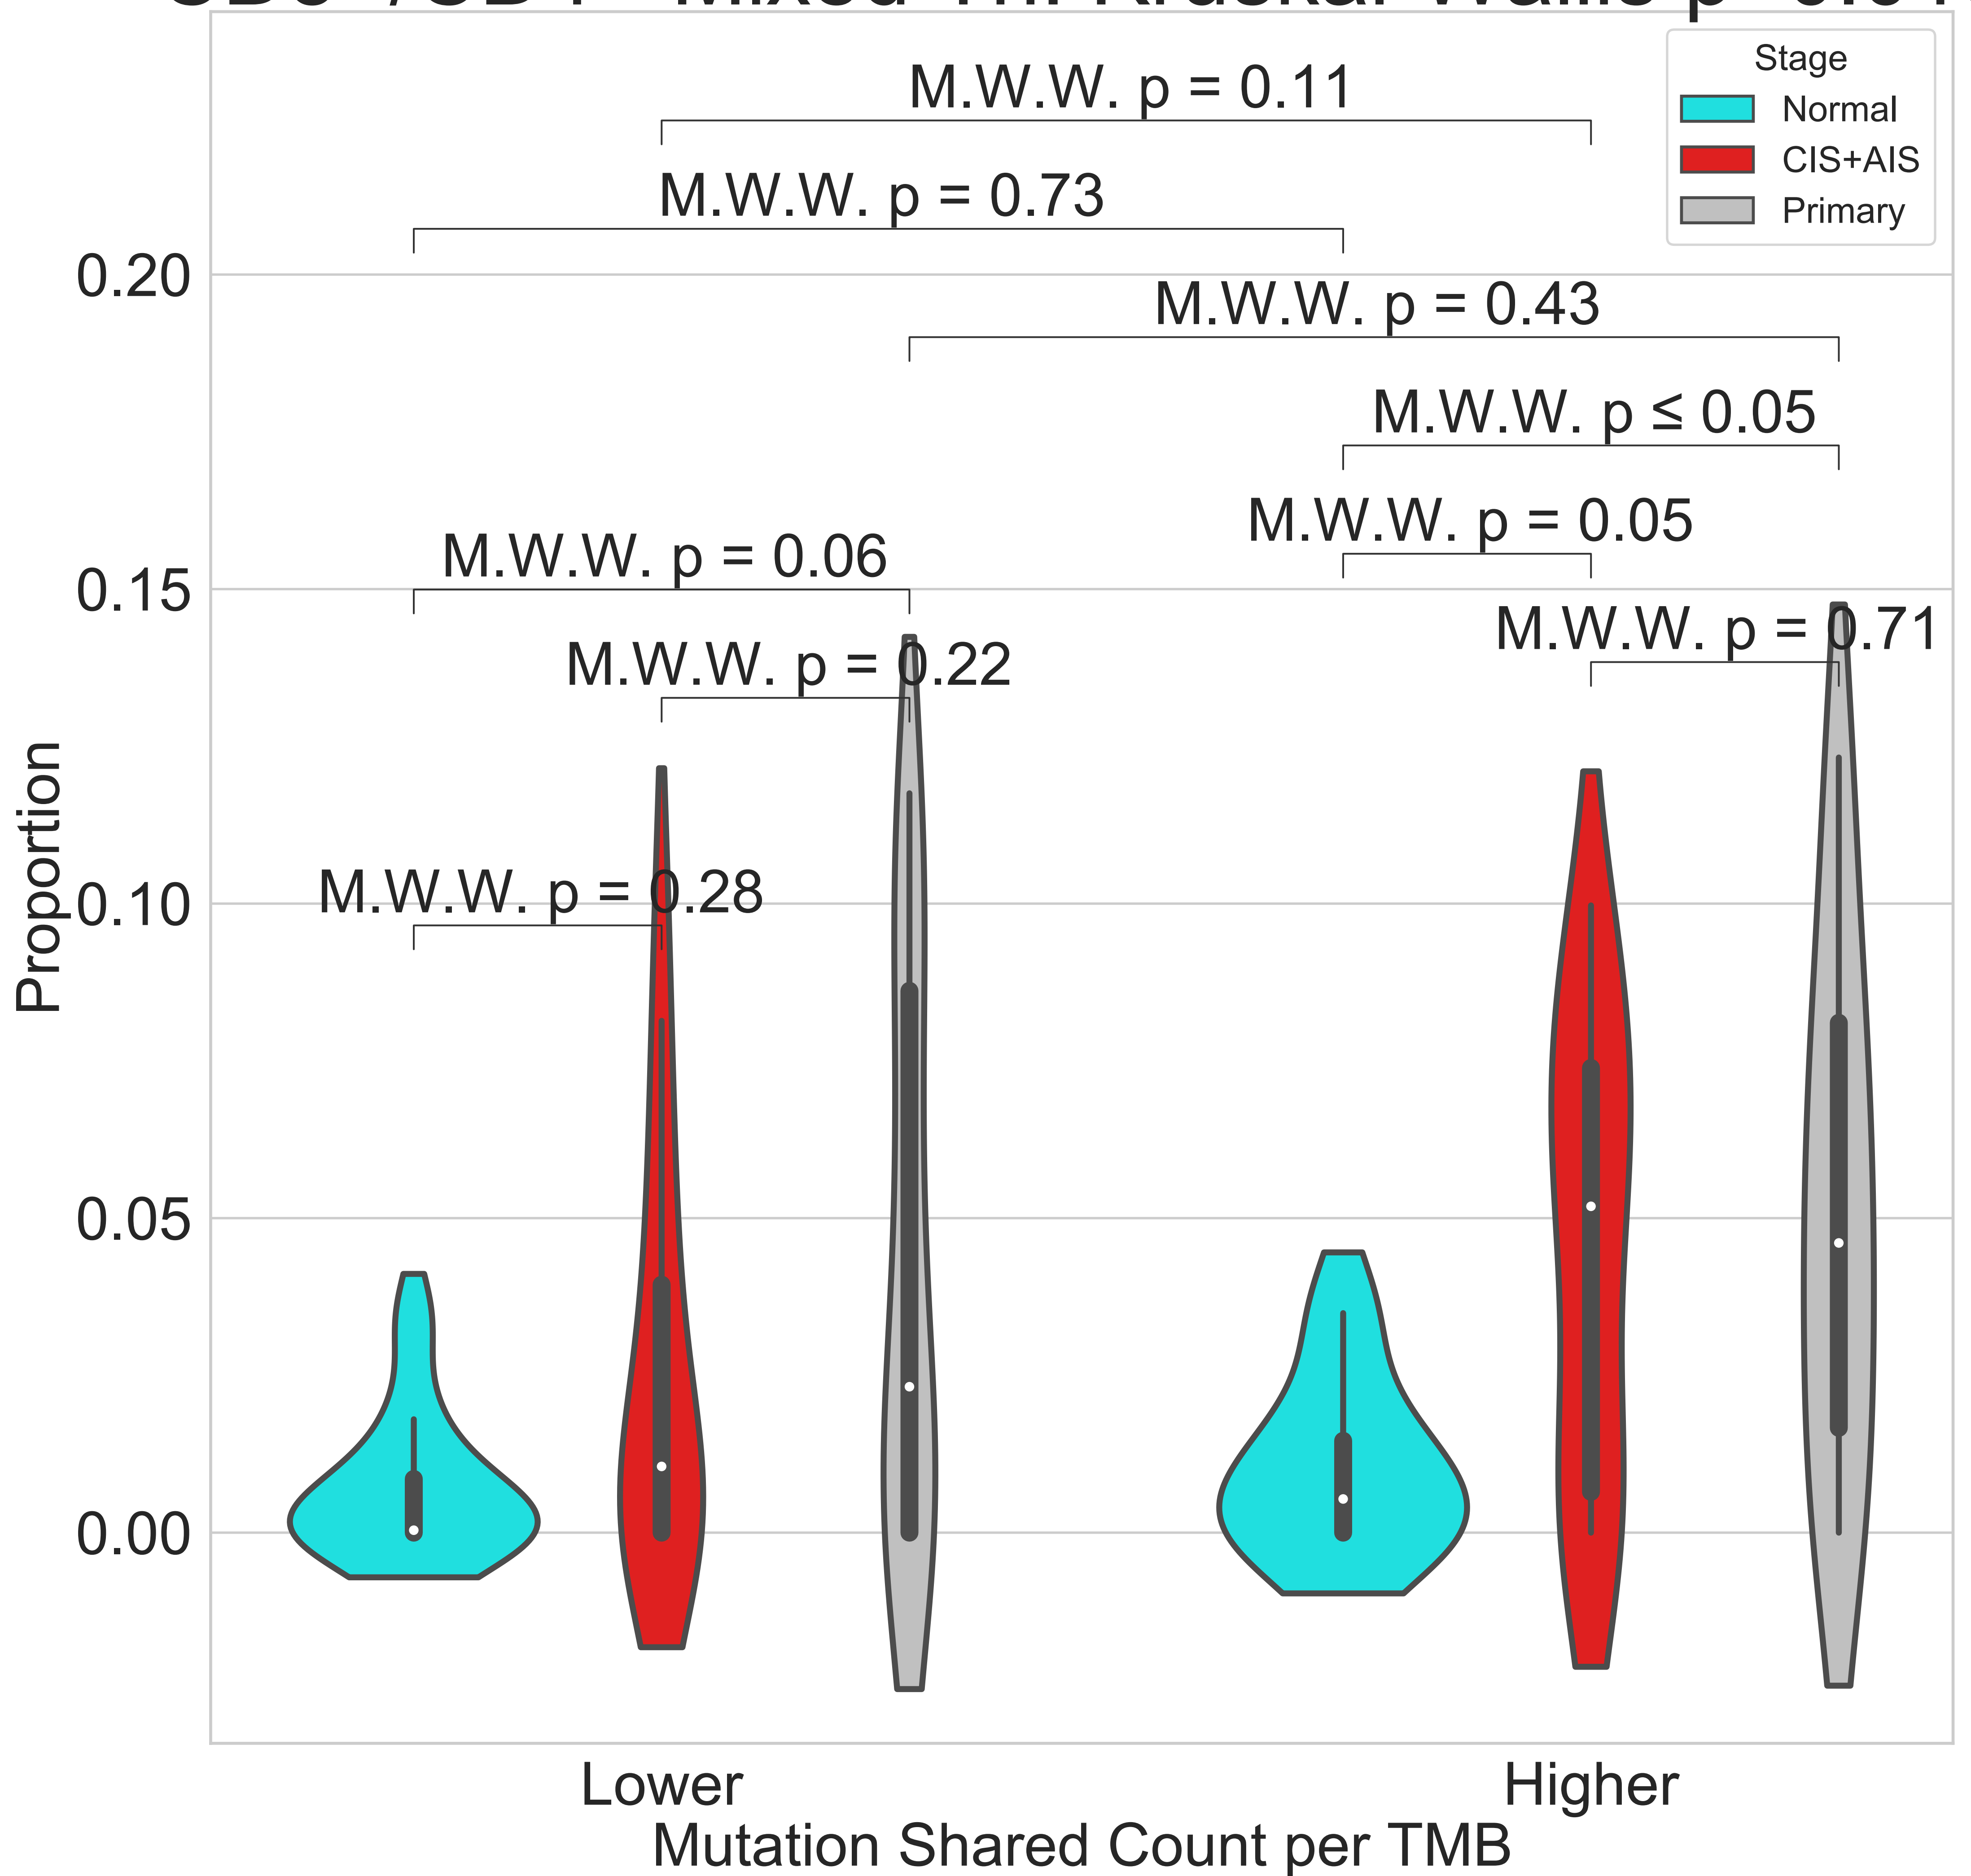 Stage
Normal
CIS+AIS
Primary
M.W.W. p = 0.11
M.W.W. p = 0.73
M.W.W. p = 0.43
M.W.W. p ≤ 0.05
M.W.W. p = 0.05
M.W.W. p = 0.06
M.W.W. p = 0.71
M.W.W. p = 0.22
M.W.W. p = 0.28
0.20
0.15
0.10
0.05
0.00
Proportion
Lower
Higher
Mutation Shared Count per TMB